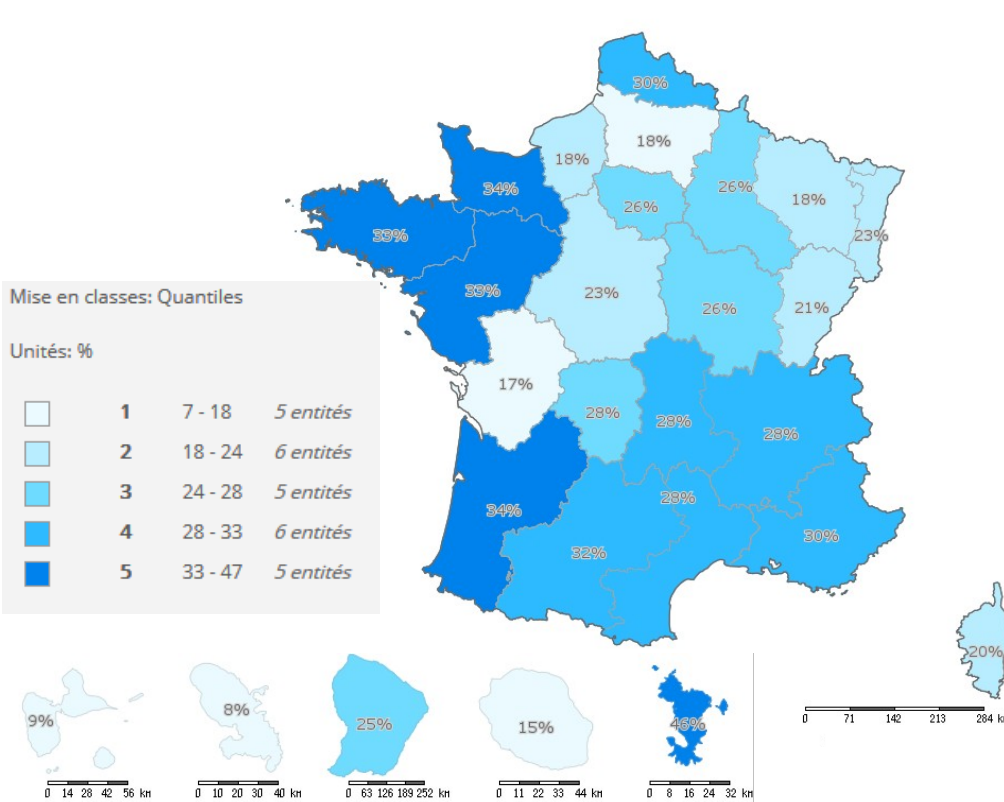 30%
18%
18%
26%
18%
34%
26%
33%
23%
Mise en classes: Quantiles
33%
23%
26%
21%
Unités: %
17%
1 7 - 18 5 entités
28%
28%
28%
2 18 - 24 6 entités
3 24 - 28 5 entités
28%
34%
4 28 - 33 6 entités
30%
32%
5 33 - 47 5 entités
20%
9%
8%
25%
15%
46%
0 71 142 213 284 km
0 14 28 42 56 km
0 10 20 30 40 km
0 63 126 189 252 km
0 11 22 33 44 km
0 8 16 24 32 km